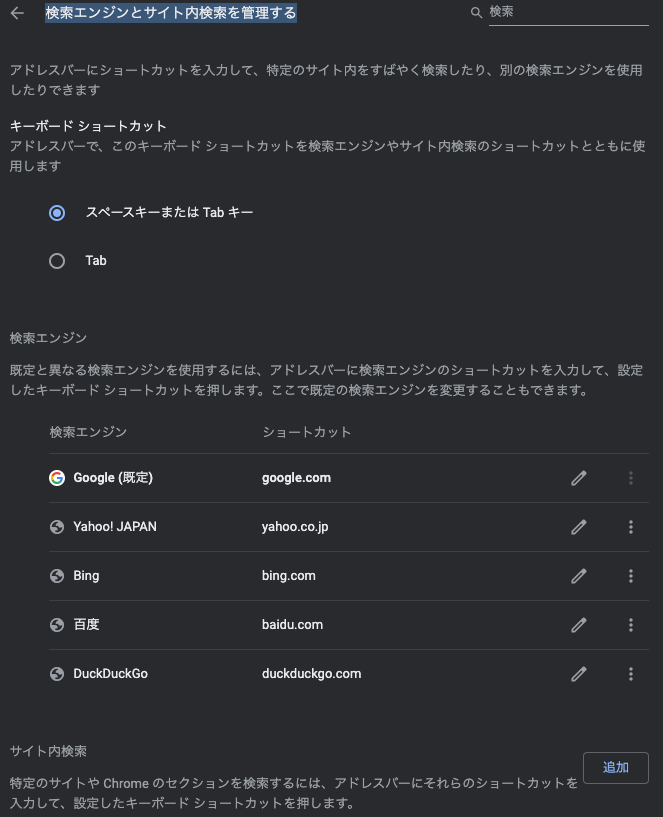 検索エンジンとサイト内検索を管理する
検索
アドレスバーにショートカットを入力して、特定のサイト内をすばやく検索したり、別の検索エンジンを使用
したりできます
キーボード ショートカット
アドレスバーで、このキーボード ショートカットを検索エンジンやサイト内検索のショートカットとともに使
用します
スペースキーまたは Tab キー
Tab
検索エンジン
既定と異なる検索エンジンを使用するには、アドレスバーに検索エンジンのショートカットを入力して、設定
したキーボード ショートカットを押します。ここで既定の検索エンジンを変更することもできます。
検索エンジン ショートカット
Google (既定) google.com
Yahoo! JAPAN yahoo.co.jp
Bing bing.com
百度 baidu.com
DuckDuckGo duckduckgo.com
サイト内検索
特定のサイトや Chrome のセクションを検索するには、アドレスバーにそれらのショートカットを
入力して、設定したキーボード ショートカットを押します。
追加